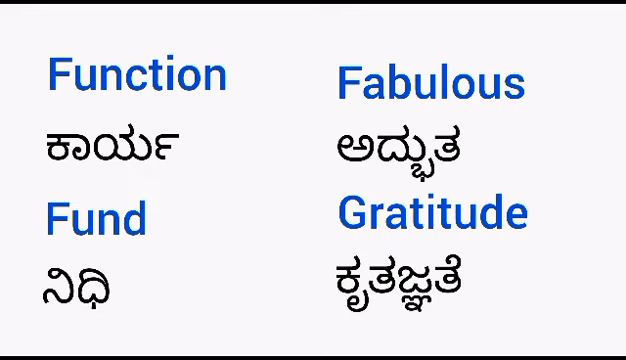 Function
ಕಾರ್ಯ
Fund
ನಿಧಿ
Fabulous
ಅದ್ಭುತ
Gratitude
ಕೃತಜ್ಞತೆ